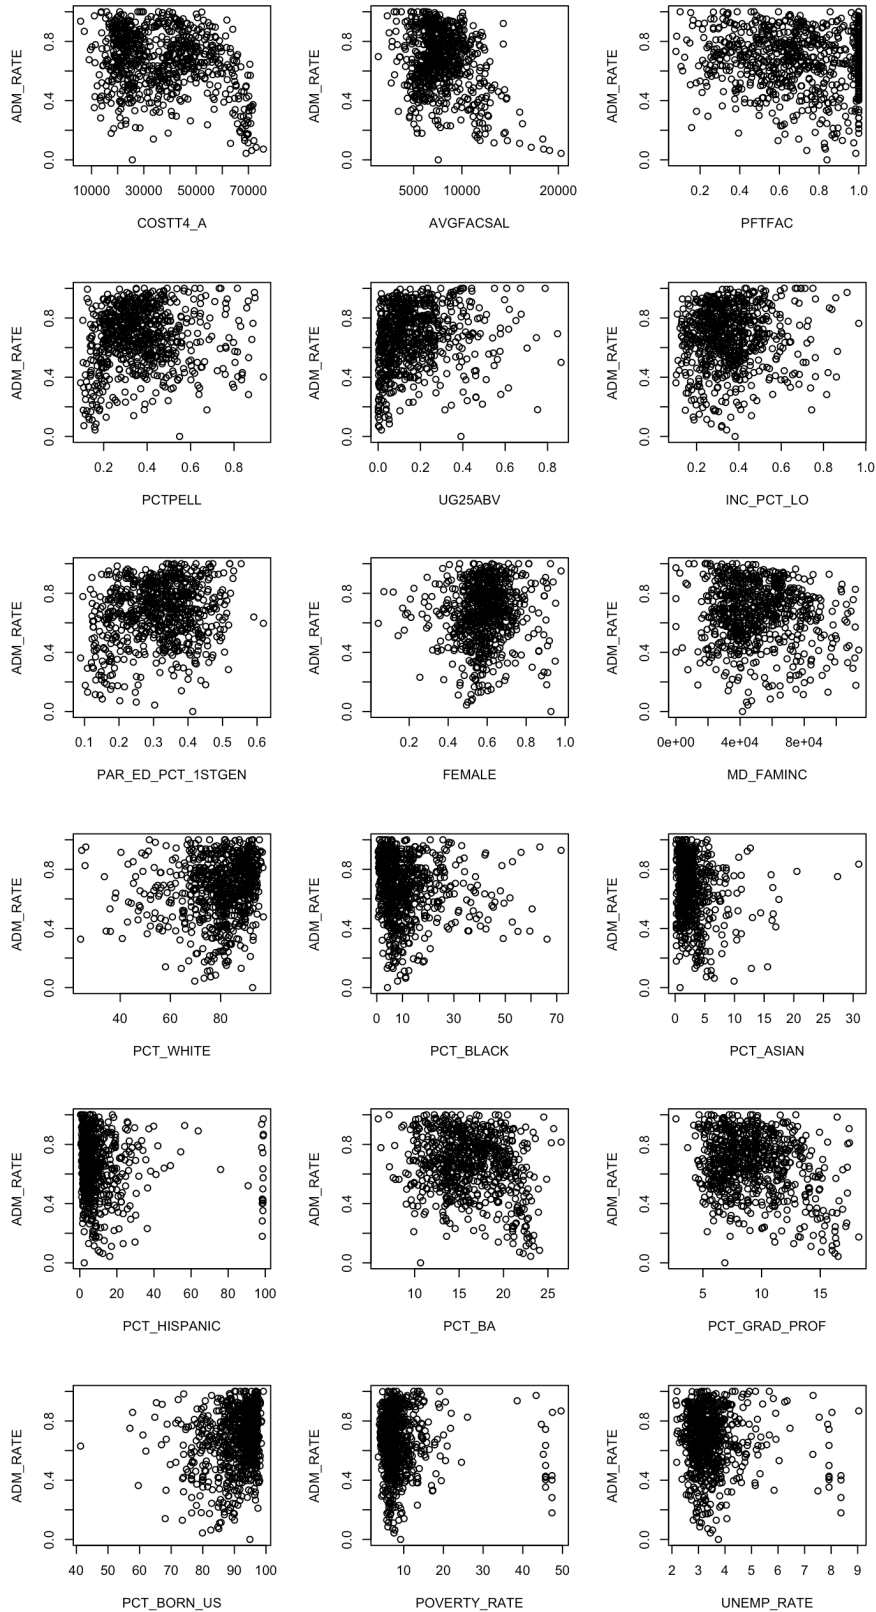 ADM_RATE
0.0 0.4 0.8
10000 30000 50000 70000
COSTT4_A
ADM_RATE
0.0 0.4 0.8
5000 10000 20000
AVGFACSAL
ADM_RATE
0.0 0.4 0.8
0.2 0.4 0.6 0.8 1.0
PFTFAC
ADM_RATE
0.0 0.4 0.8
0.2 0.4 0.6 0.8
PCTPELL
ADM_RATE
0.0 0.4 0.8
0.0 0.2 0.4 0.6 0.8
UG25ABV
ADM_RATE
0.0 0.4 0.8
0.2 0.4 0.6 0.8 1.0
INC_PCT_LO
ADM_RATE
0.0 0.4 0.8
0.1 0.2 0.3 0.4 0.5 0.6
PAR_ED_PCT_1STGEN
ADM_RATE
0.0 0.4 0.8
0.2 0.4 0.6 0.8 1.0
FEMALE
ADM_RATE
0.0 0.4 0.8
0e+00 4e+04 8e+04
MD_FAMINC
ADM_RATE
0.0 0.4 0.8
40 60 80
PCT_WHITE
ADM_RATE
0.0 0.4 0.8
0 10 30 50 70
PCT_BLACK
ADM_RATE
0.0 0.4 0.8
0 5 10 15 20 25 30
PCT_ASIAN
ADM_RATE
0.0 0.4 0.8
0 20 40 60 80 100
PCT_HISPANIC
ADM_RATE
0.0 0.4 0.8
10 15 20 25
PCT_BA
ADM_RATE
0.0 0.4 0.8
5 10 15
PCT_GRAD_PROF
ADM_RATE
0.0 0.4 0.8
40 50 60 70 80 90 100
PCT_BORN_US
ADM_RATE
0.0 0.4 0.8
10 20 30 40 50
POVERTY_RATE
ADM_RATE
0.0 0.4 0.8
2 3 4 5 6 7 8 9
UNEMP_RATE